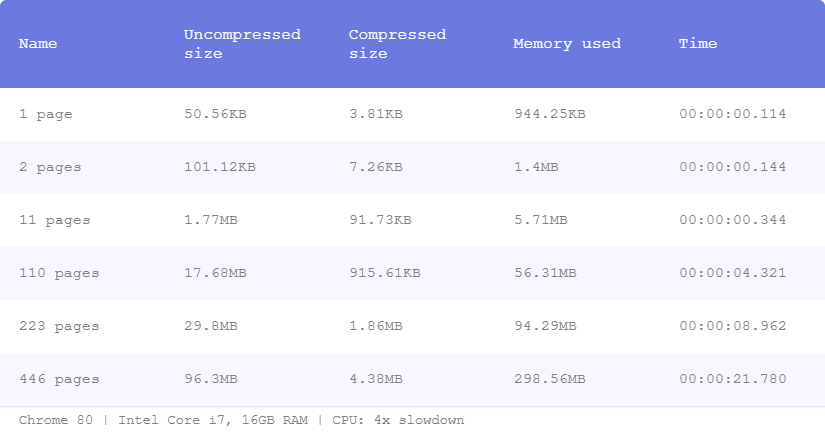 Name Uncompressed size Compressed size Memory used Time
1 page 50.56KB 3.81KB 944.25KB 00:00:00.114
2 pages 101.12KB 7.26KB 1.4MB 00:00:00.144
11 pages 1.77MB 91.73KB 5.71MB 00:00:00.344
110 pages 17.68MB 915.61KB 56.31MB 00:00:04.321
223 pages 29.8MB 1.86MB 94.29MB 00:00:08.962
446 pages 96.3MB 4.38MB 298.56MB 00:00:21.780
Chrome 80 | Intel Core i7, 16GB RAM | CPU: 4x slowdown